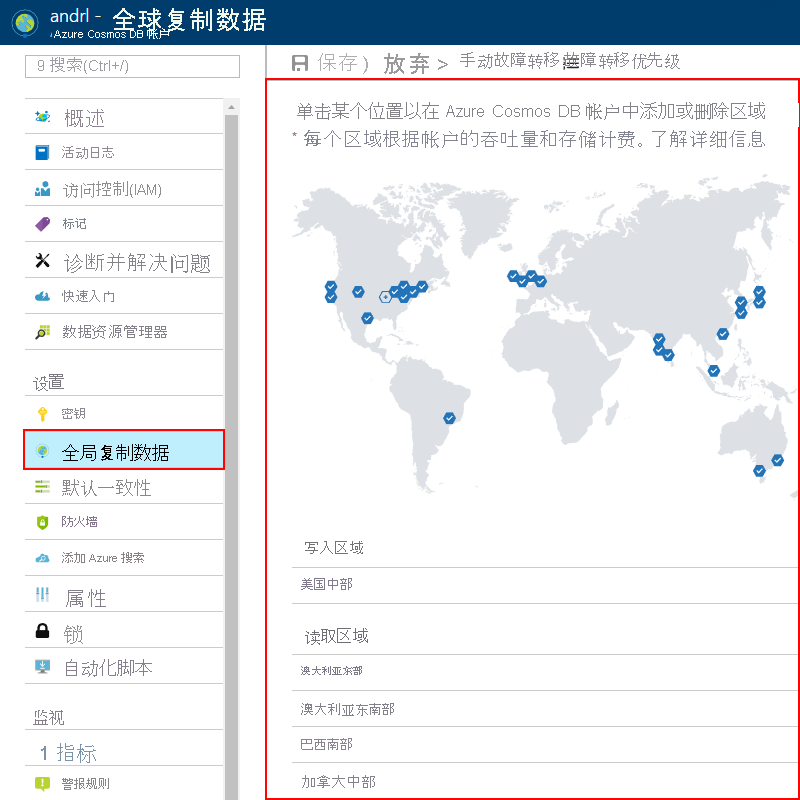 andrl - 全球复制数据
Azure Cosmos DB 帐户
9 搜索(Ctrl+/)
保存) 放弃 > 手动故障转移 故障转移优先级
概述
活动日志
访问控制(IAM)
标记
诊断并解决问题
快速入门
数据资源管理器
设置
密钥
全局复制数据
默认一致性
防火墙
添加 Azure 搜索
属性
锁
自动化脚本
监视
1 指标
警报规则
单击某个位置以在 Azure Cosmos DB 帐户中添加或删除区域
* 每个区域根据帐户的吞吐量和存储计费。了解详细信息
写入区域
美国中部
读取区域
澳大利亚东部
澳大利亚东南部
巴西南部
加拿大中部